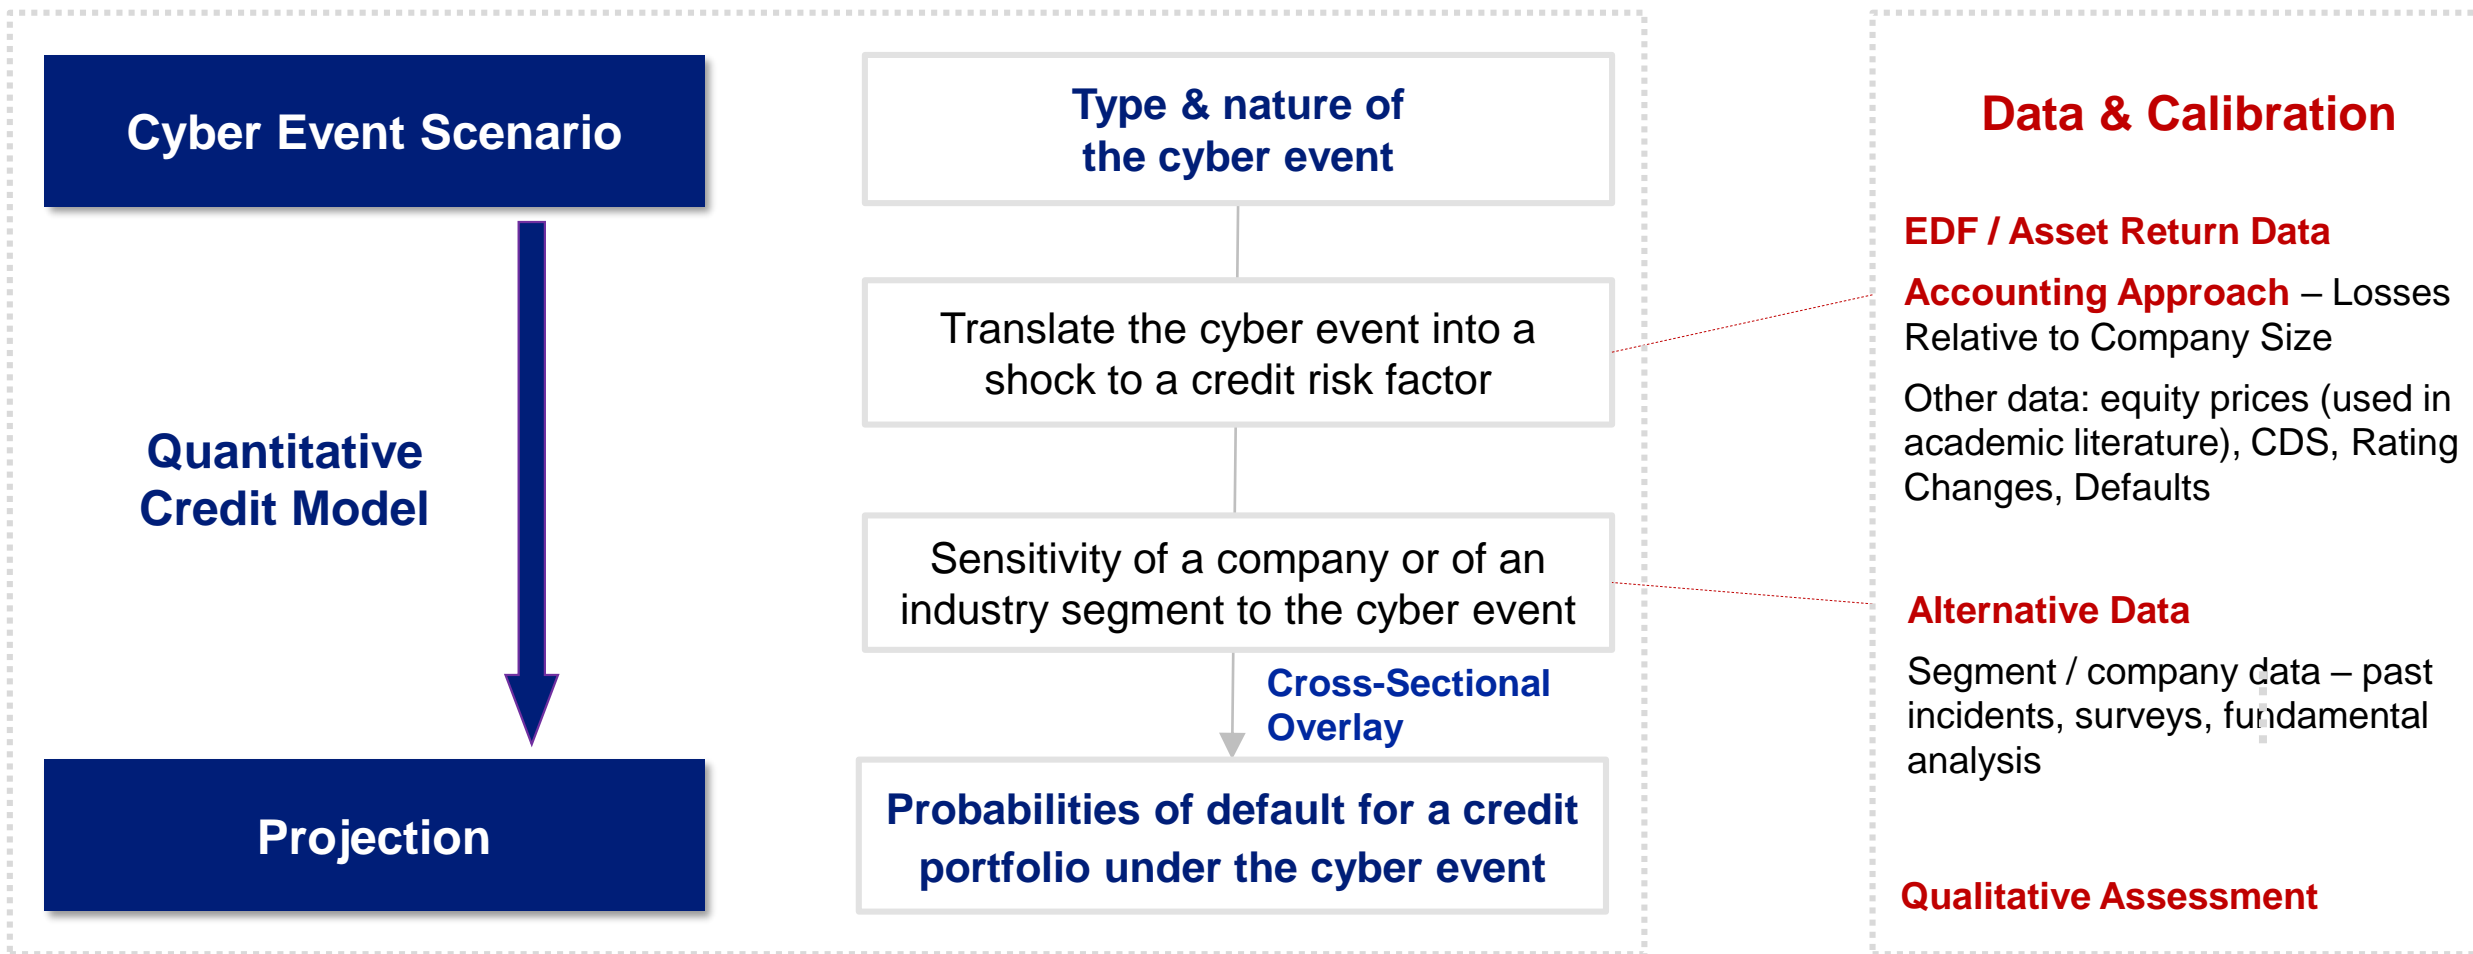 Cyber Event Scenario
Quantitative
Credit Model
Projection
Type & nature of
the cyber event
Translate the cyber event into a
shock to a credit risk factor
Sensitivity of a company or of an
industry segment to the cyber event
Cross-Sectional
Overlay
Probabilities of default for a credit
portfolio under the cyber event
Data & Calibration
EDF / Asset Return Data
Accounting Approach – Losses
Relative to Company Size
Other data: equity prices (used in
academic literature), CDS, Rating
Changes, Defaults
Alternative Data
Segment / company data – past
incidents, surveys, fundamental
analysis
Qualitative Assessment